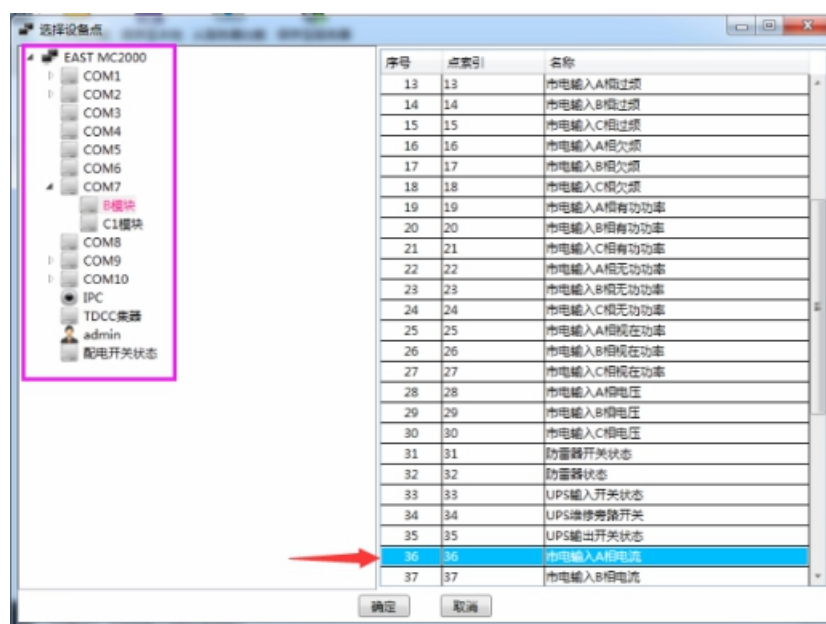 选择设备点
EAST MC2000
COM1
COM2
COM3
COM4
COM5
COM6
COM7
B模块
C1模块
COM8
COM9
COM10
IPC
TDCC集器
admin
配电开关状态
序号 点索引 名称
13 13 市电输入A相过频
14 14 市电输入B相过频
15 15 市电输入C相过频
16 16 市电输入A相欠频
17 17 市电输入B相欠频
18 18 市电输入C相欠频
19 19 市电输入A相有功功率
20 20 市电输入B相有功功率
21 21 市电输入C相有功功率
22 22 市电输入A相无功功率
23 23 市电输入B相无功功率
24 24 市电输入C相无功功率
25 25 市电输入A相视在功率
26 26 市电输入B相视在功率
27 27 市电输入C相视在功率
28 28 市电输入A相电压
29 29 市电输入B相电压
30 30 市电输入C相电压
31 31 防雷器开关状态
32 32 防雷器状态
33 33 UPS输入开关状态
34 34 UPS维修旁路开关
35 35 UPS输出开关状态
36 36 市电输入A相电流
37 37 市电输入B相电流
确定 取消